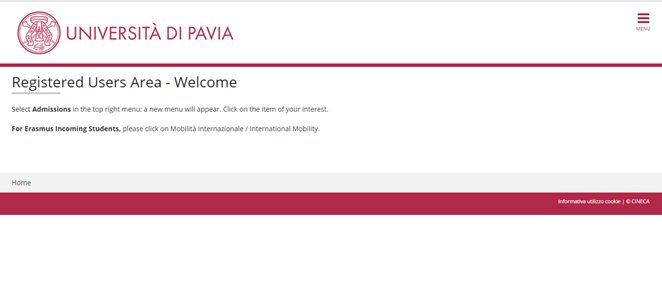 UNIVERSITÀ DI PAVIA
MENU
Registered Users Area - Welcome
Select Admissions in the top right menu: a new menu will appear. Click on the item of your interest.
For Erasmus Incoming Students, please click on Mobilità Internazionale / International Mobility.
Home
Informativa utilizzo cookie | © CINECA